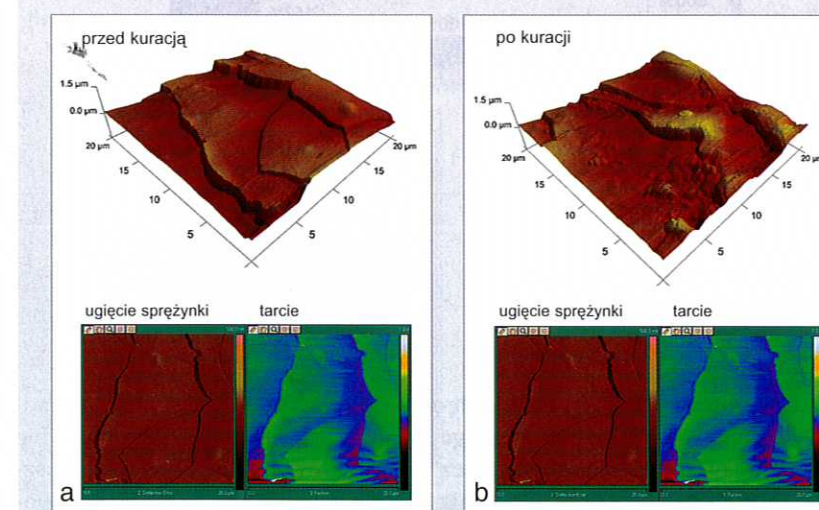 przed kuracją
1.5 µm
0.0 µm
20 µm
15
10
5
5
10
15
20 µm
ugięcie sprężynki tarcie
a
po kuracji
1.5 µm
0.0 µm
20 µm
15
10
5
5
10
15
20 µm
ugięcie sprężynki tarcie
b